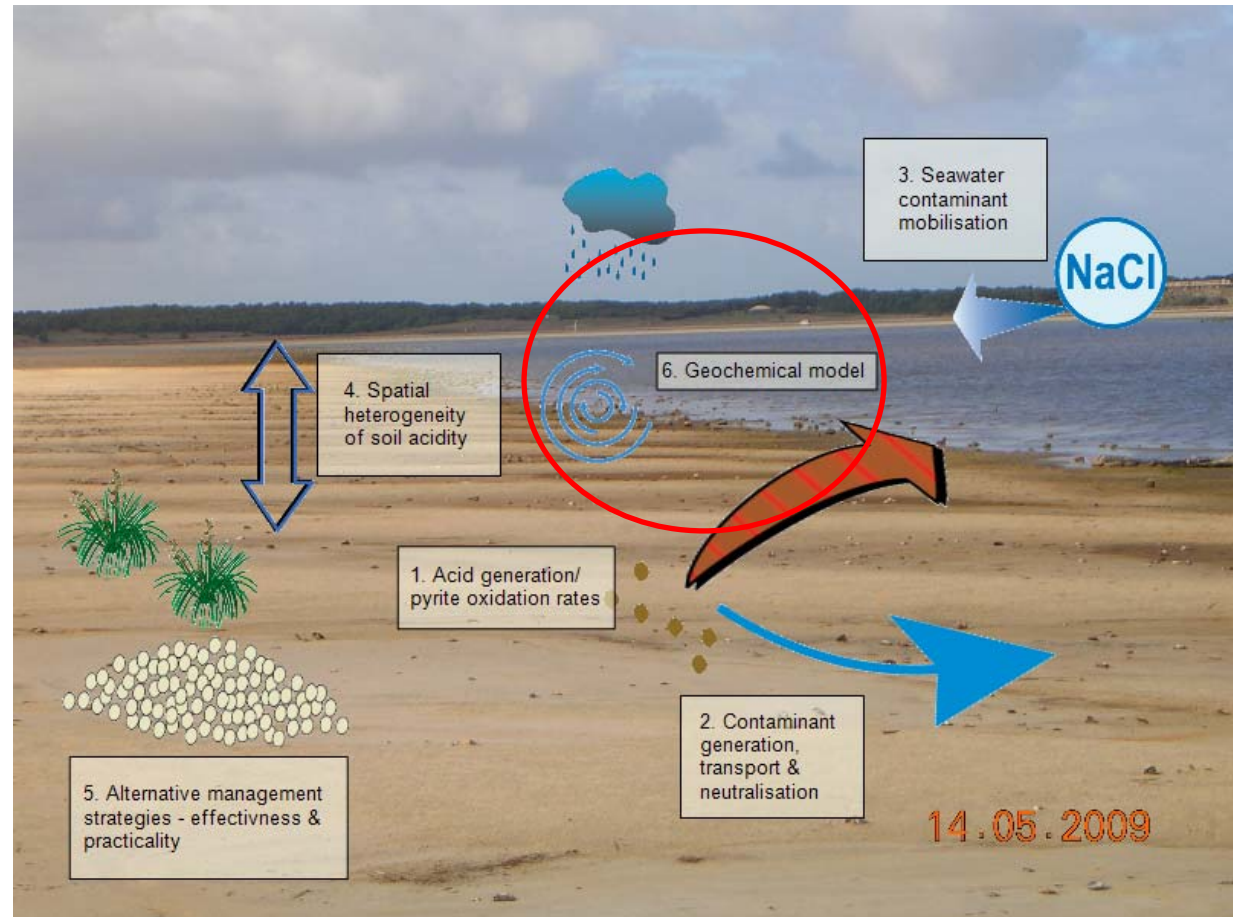 3. Seawater
contaminant
mobilisation
NaCl
6. Geochemical model
4. Spatial
heterogeneity
of soil acidity
1. Acid generation/
pyrite oxidation rates
2. Contaminant
generation,
transport &
neutralisation
5. Alternative management
strategies - effectivness &
practicality
14.05.2009